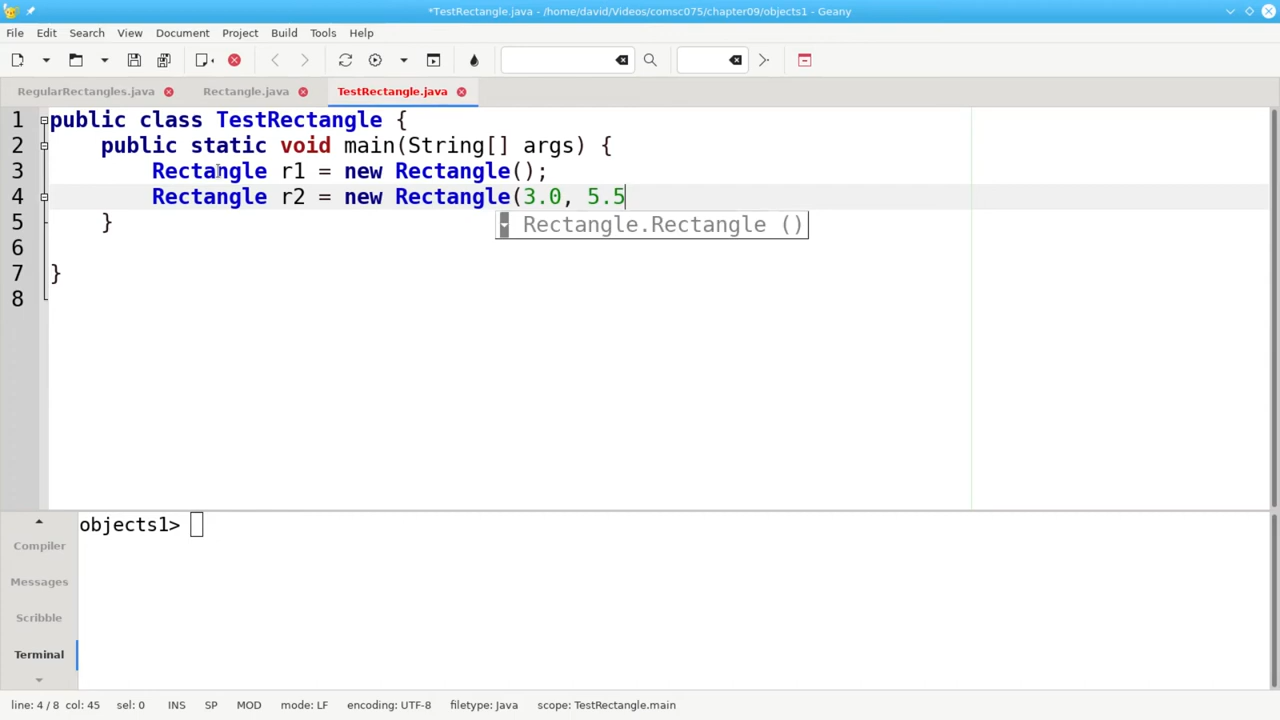 *TestRectangle.java - /home/david/Videos/comsc075/chapter09/objects1 - Geany
File Edit Search View Document Project Build Tools Help
RegularRectangles.java Rectangle.java TestRectangle.java
1 public class TestRectangle {
2 public static void main(String[] args) {
3 Rectangle r1 = new Rectangle();
4 Rectangle r2 = new Rectangle(3.0, 5.5
5 }
Rectangle.Rectangle ()
6
7 }
8
objects1>
Compiler
Messages
Scribble
Terminal
line: 4 / 8 col: 45 sel: 0 INS SP MOD mode: LF encoding: UTF-8 filetype: Java scope: TestRectangle.main